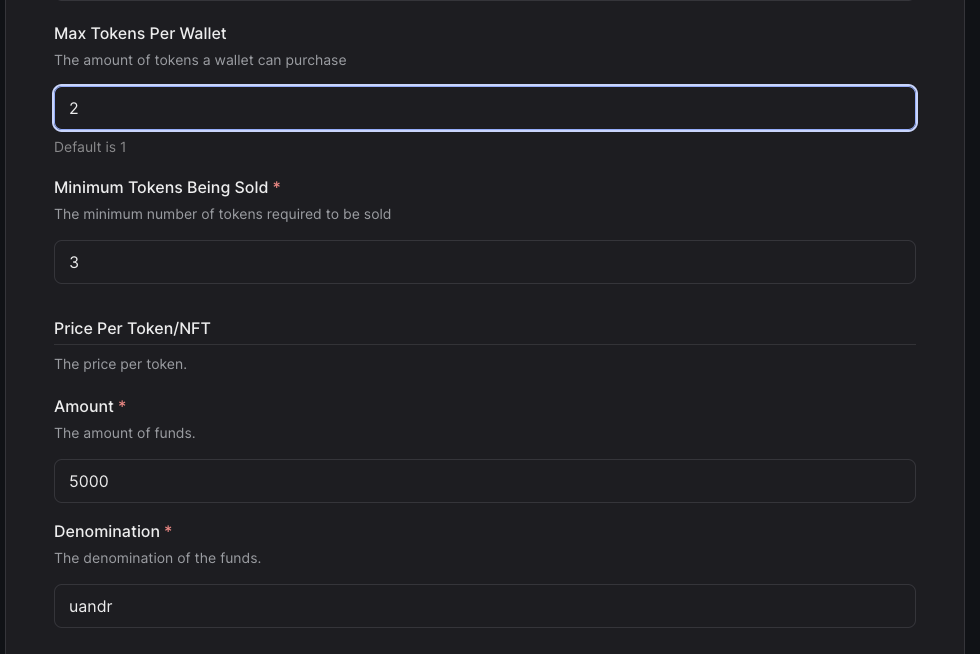 Max Tokens Per Wallet
The amount of tokens a wallet can purchase
2
Default is 1
Minimum Tokens Being Sold *
The minimum number of tokens required to be sold
3
Price Per Token/NFT
The price per token.
Amount *
The amount of funds.
5000
Denomination *
The denomination of the funds.
uandr